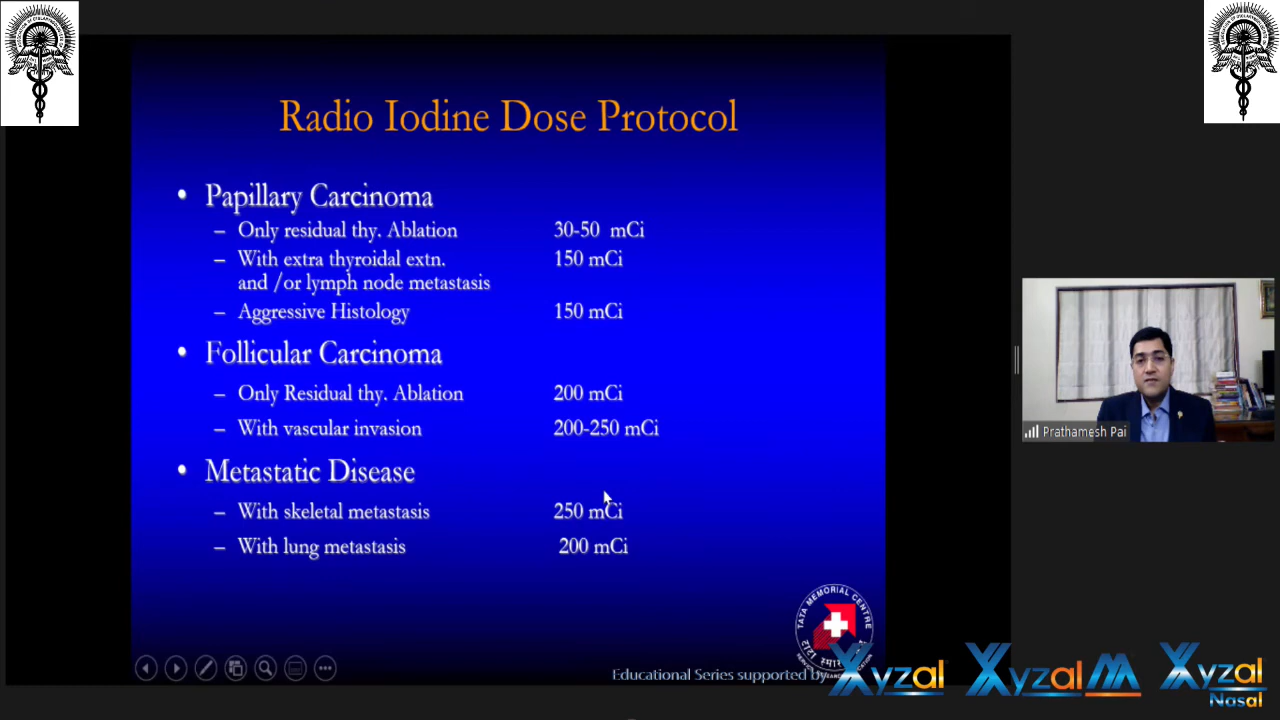 Radio Iodine Dose Protocol
• Papillary Carcinoma
– Only residual thy. Ablation 30-50 mCi
– With extra thyroidal extn. 150 mCi
and /or lymph node metastasis
– Aggressive Histology 150 mCi
• Follicular Carcinoma
– Only Residual thy. Ablation 200 mCi
– With vascular invasion 200-250 mCi
• Metastatic Disease
– With skeletal metastasis 250 mCi
– With lung metastasis 200 mCi
Prathamesh Pai
TATA MEMORIAL CENTRE
Educational Series supported by
Xyzal
Xyzal M
Xyzal
Nasal